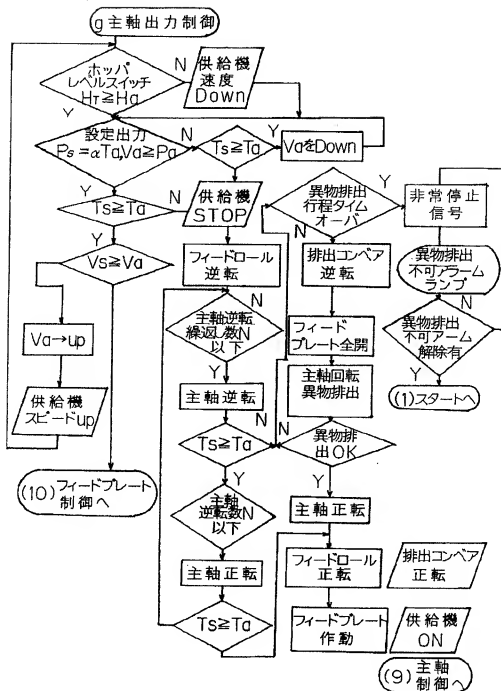 g主軸出力制御
ホッパ
レベルスイッチ
HT≧Ha
N
供給機
速度
Down
Y
設定出力
Ps=αTa,Va≧Pa
N
Ts≧Ta
Y
VaをDown
Y
N
Ts≧Ta
N
供給機
STOP
異物排出
行程タイム
オーバ
Y
非常停止
信号
Y
Vs≧Va
フィードロール
逆転
N
排出コンベア
逆転
異物排出
不可アラーム
ランプ
Y
主軸逆転
繰返し数N
以下
N
フィード
プレート全開
異物排出
不可アーム
解除有
N
Va→up
Y
主軸逆転
主軸回転
異物排出
Y
(1)スタートへ
供給機
スピードup
Ts≧Ta
N
N
異物排
出OK
Y
Y
(10)フィードプレート
制御へ
主軸
逆転数N
以下
主軸正転
Y
主軸正転
フィードロール
正転
排出コンベア
正転
Ts≧Ta
フィードプレート
作動
供給機
ON
(9)主軸
制御へ